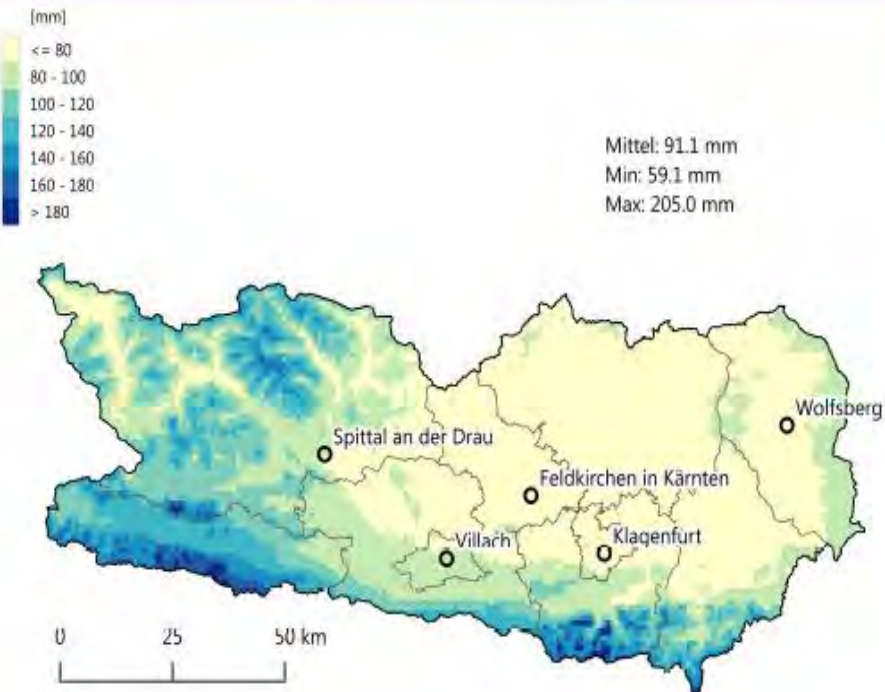 [mm]
<= 80
80 - 100
100 - 120
120 - 140
140 - 160
160 - 180
> 180
Mittel: 91.1 mm
Min: 59.1 mm
Max: 205.0 mm
Wolfsberg
Spittal an der Drau
Feldkirchen in Kärnten
Villach
Klagenfurt
0 25 50 km